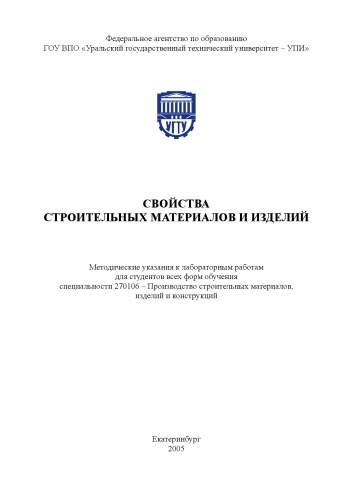 Федеральное агентство по образованию
ГОУ ВПО «Уральский государственный технический университет – УПИ»
УГТУ
СВОЙСТВА
СТРОИТЕЛЬНЫХ МАТЕРИАЛОВ И ИЗДЕЛИЙ
Методические указания к лабораторным работам
для студентов всех форм обучения
специальности 270106 – Производство строительных материалов,
изделий и конструкций
Екатеринбург
2005